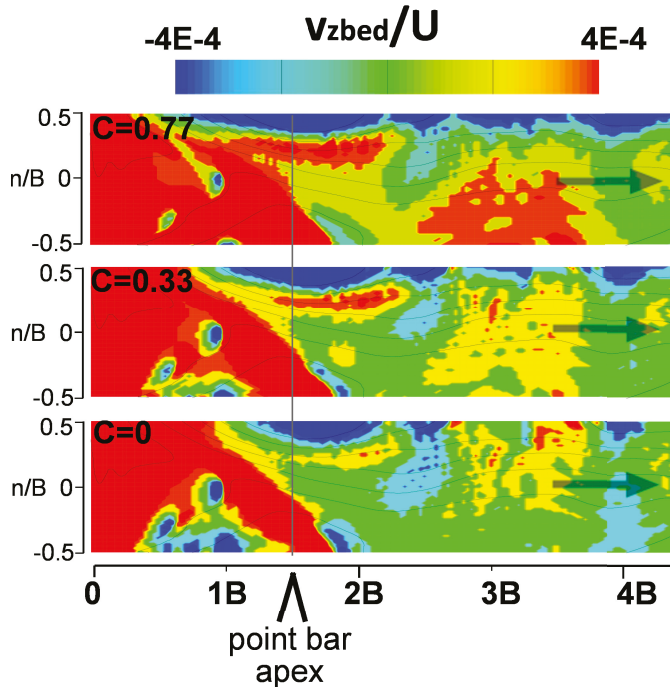 vzbed/U
-4E-4 4E-4
0.5
C=0.77
n/B 0
-0.5
0.5
C=0.33
n/B 0
-0.5
0.5
C=0
n/B 0
-0.5
0 1B 2B 3B 4B
point bar
apex